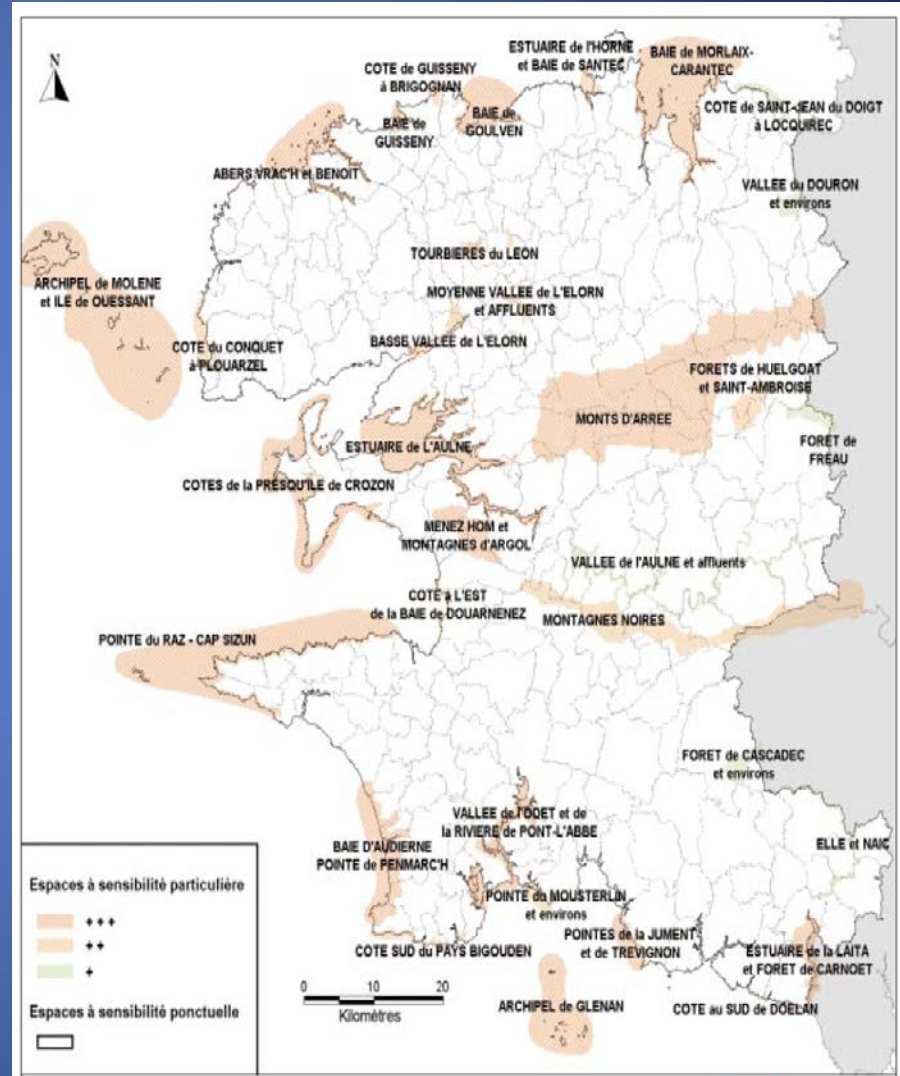 N
ESTUAIRE de l'HORNE
et BAIE de SANTEC
BAIE de MORLAIX-
CARANTEC
COTE de GUISSENY
à BRIGOGNAN
BAIE de
GUISSENY
BAIE de
GOULVEN
COTE DE SAINT-JEAN DU DOIGT
à LOCQUIREC
ABERS VRAC'H et BENOIT
VALLEE du DOURON
et environs
TOURBIERES du LEON
ARCHIPEL de MOLENE
et ILE de OUESSANT
MOYENNE VALLEE de L'ELORN
et AFFLUENTS
BASSE VALLEE de L'ELORN
COTE du CONQUET
à PLOUARZEL
FORETS de HUELGOAT
et SAINT-AMBROISE
MONTS D'ARREE
FORET de
FREAU
ESTUAIRE de L'AULNE
COTES de la PRESQU'ILE de CROZON
MENEZ HOM et
MONTAGNES d'ARGOL
VALLEE de l'AULNE et affluents
COTE à L'EST
de la BAIE de DOUARNENEZ
MONTAGNES NOIRES
POINTE du RAZ - CAP SIZUN
FORET de CASCADEC
et environs
VALLEE de l'ODET et de
la RIVIERE de PONT-L'ABBE
BAIE D'AUDIERNE
POINTE de PENMARC'H
ELLE et NAIC
POINTE du MOUSTERLIN
et environs
POINTES de la JUMENT
et de TREVIGNON
COTE SUD du PAYS BIGOUDEN
ESTUAIRE de la LAITA
et FORET de CARNOET
ARCHIPEL de GLENAN
COTE au SUD de DOELAN
0 10 20
Kilomètres
Espaces à sensibilité particulière
+++
++
+
Espaces à sensibilité ponctuelle